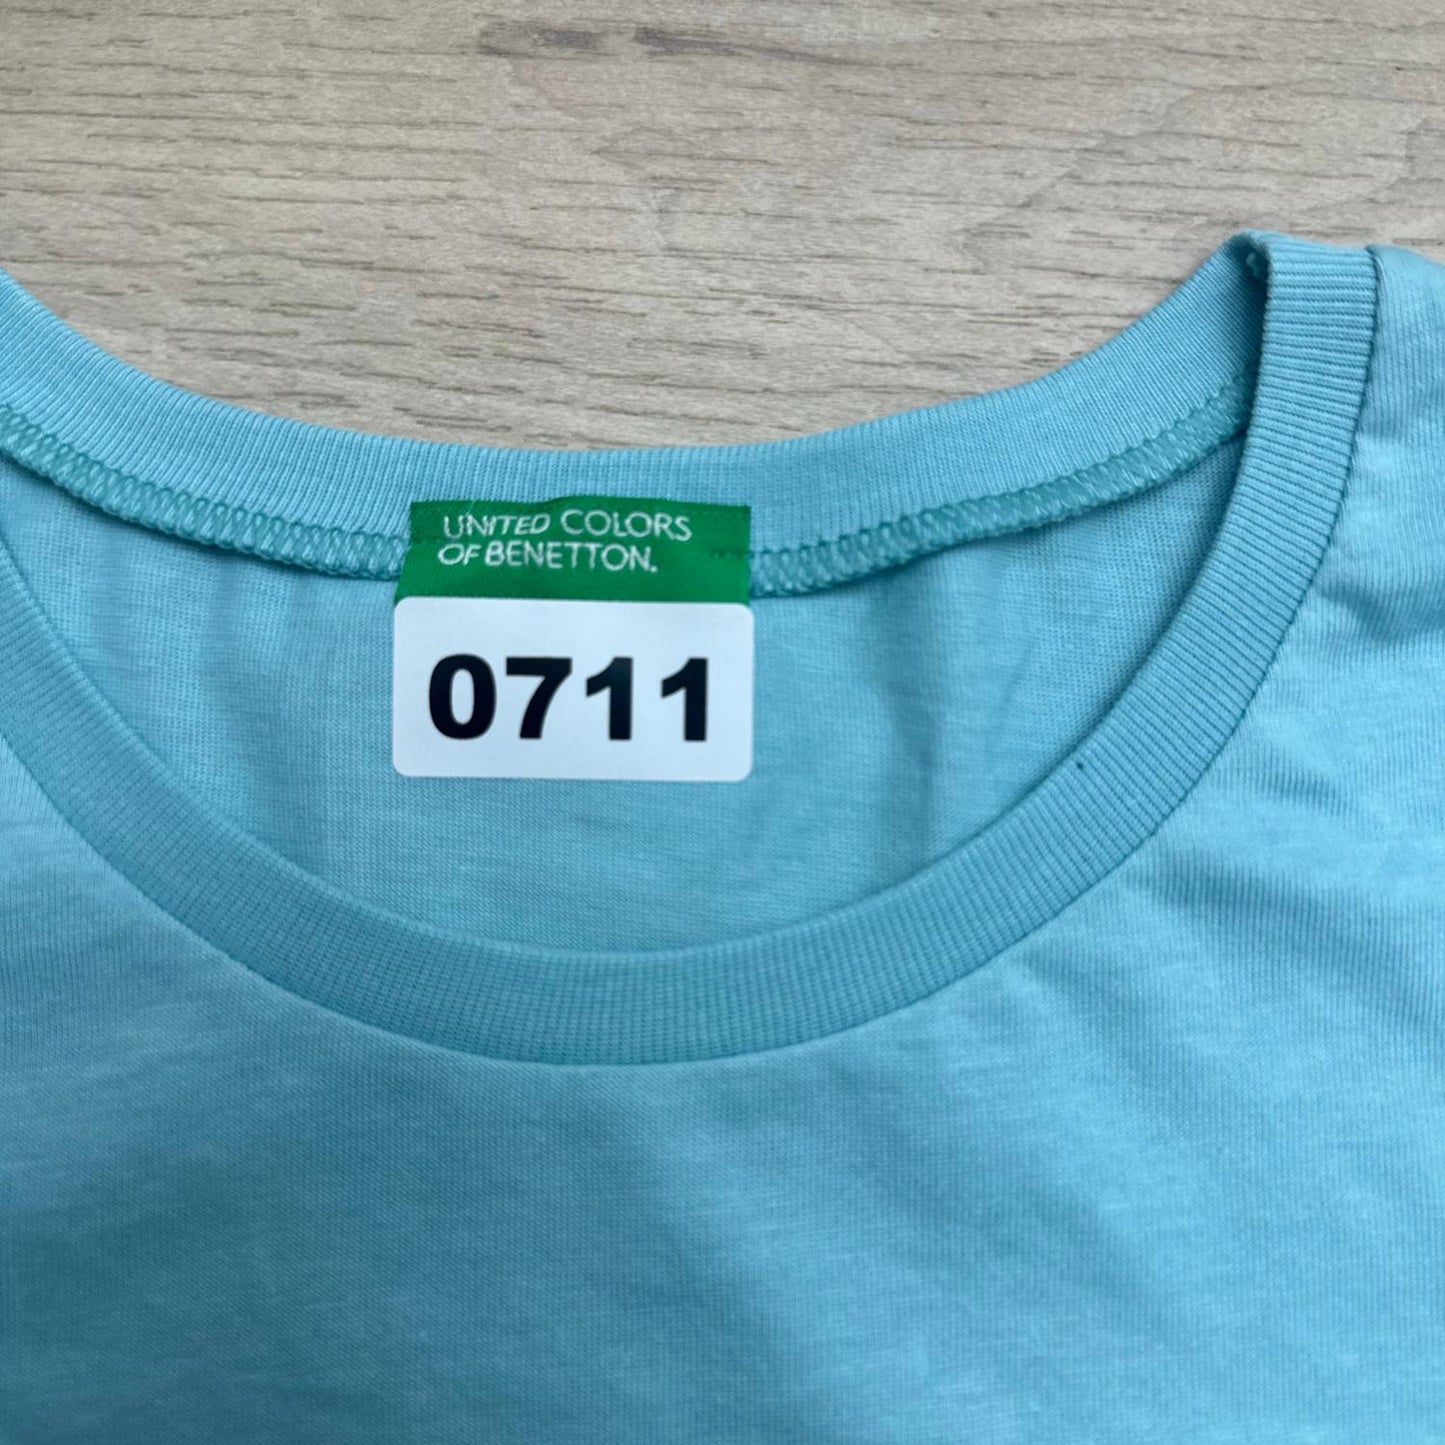 UNITED COLORS
OF BENETTON.
0711